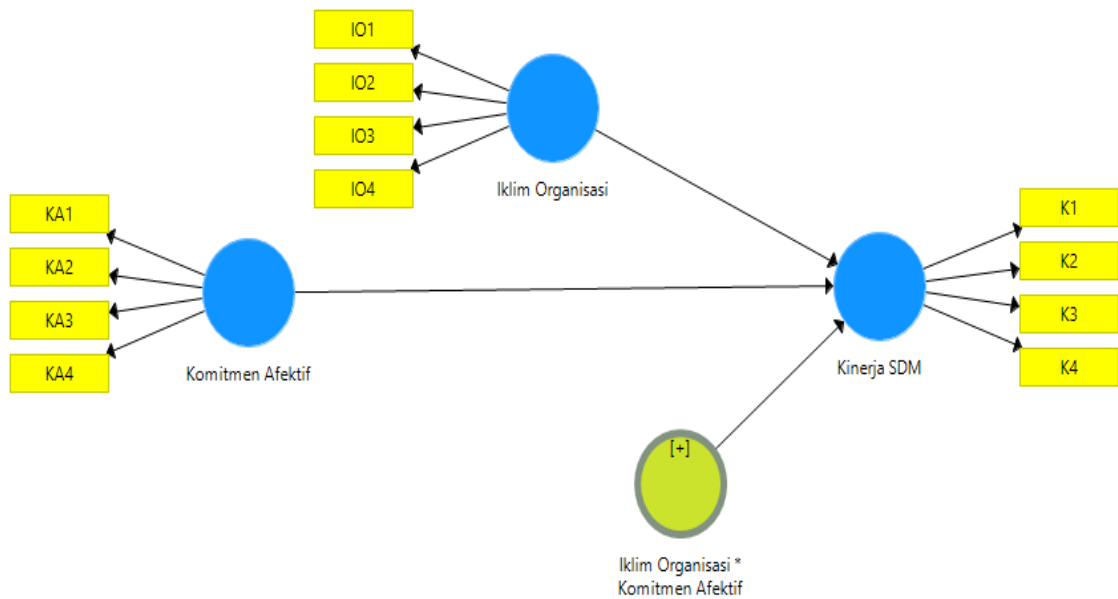 IO1
IO2
IO3
IO4
Iklim Organisasi
KA1
KA2
KA3
KA4
Komitmen Afektif
K1
K2
K3
K4
Kinerja SDM
[+]
Iklim Organisasi *
Komitmen Afektif